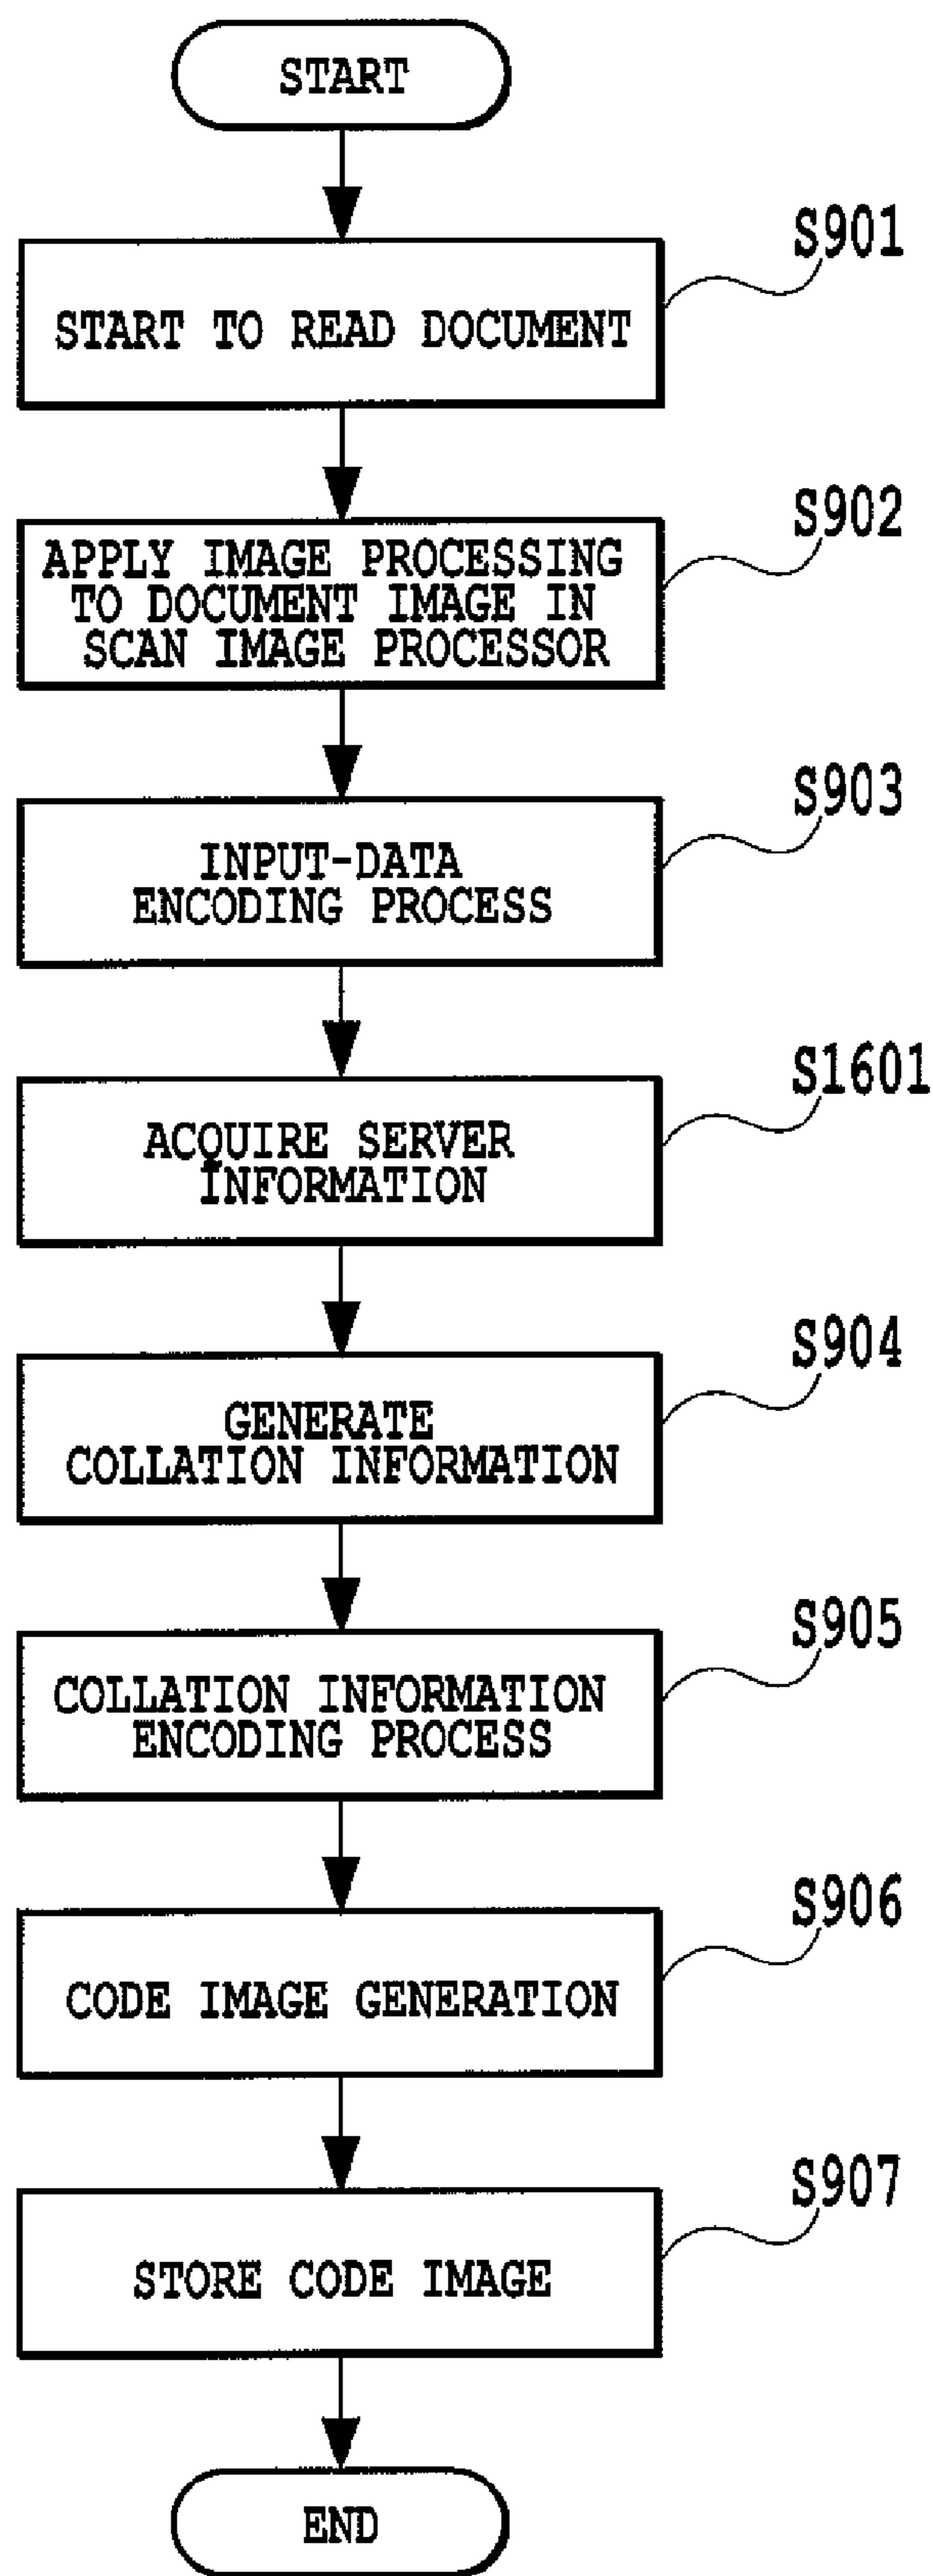 START
S901
START TO READ DOCUMENT
S902
APPLY IMAGE PROCESSING
TO DOCUMENT IMAGE IN
SCAN IMAGE PROCESSOR
S903
INPUT-DATA
ENCODING PROCESS
S1601
ACQUIRE SERVER
INFORMATION
S904
GENERATE
COLLATION INFORMATION
S905
COLLATION INFORMATION
ENCODING PROCESS
S906
CODE IMAGE GENERATION
S907
STORE CODE IMAGE
END